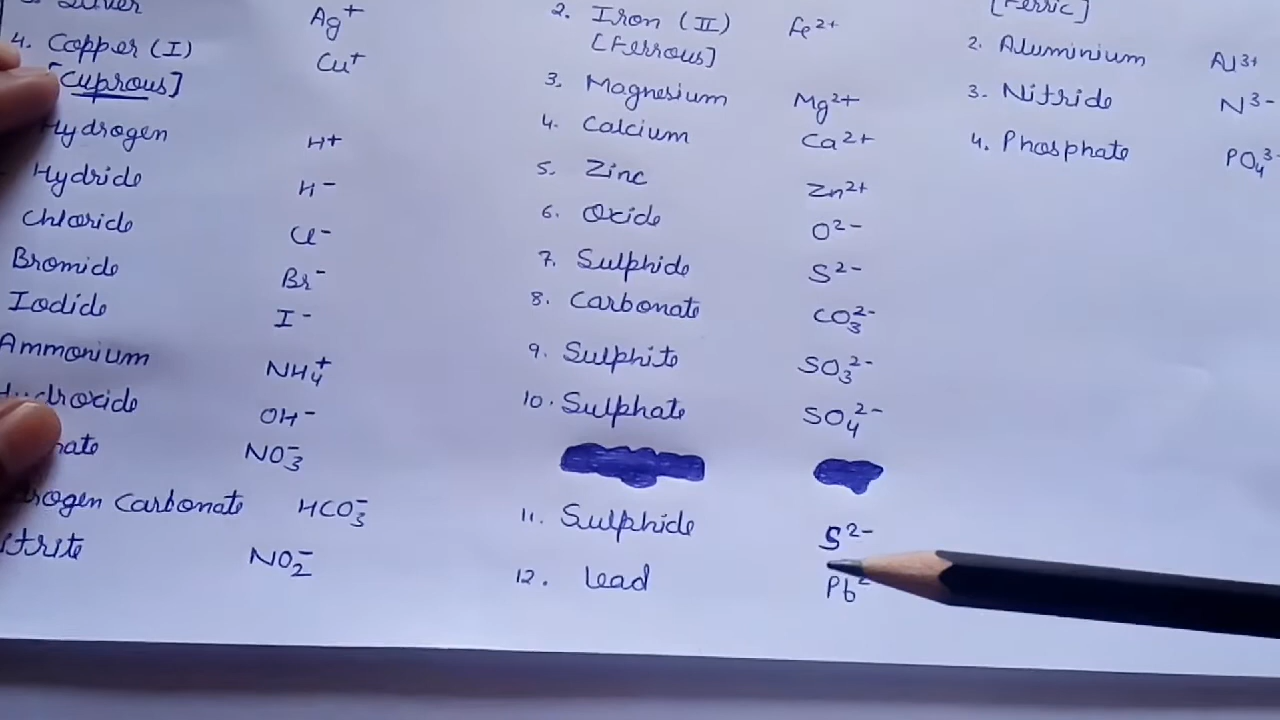 Ag+
4. Copper (I) Cu+
[Cuprous]
Hydrogen H+
Hydride H-
Chloride Cl-
Bromide Br-
Iodide I-
Ammonium NH4+
OH-
NO3-
Carbonate HCO3-
NO2-
2. Iron (II) Fe2+
[Ferrous]
3. Magnesium Mg2+
4. Calcium Ca2+
5. Zinc Zn2+
6. Oxide O2-
7. Sulphide S2-
8. Carbonate CO32-
9. Sulphite SO32-
10. Sulphate SO42-
11. Sulphide S2-
12. Lead Pb2
[Ferric]
2. Aluminium Al3+
3. Nitride N3-
4. Phosphate PO43-